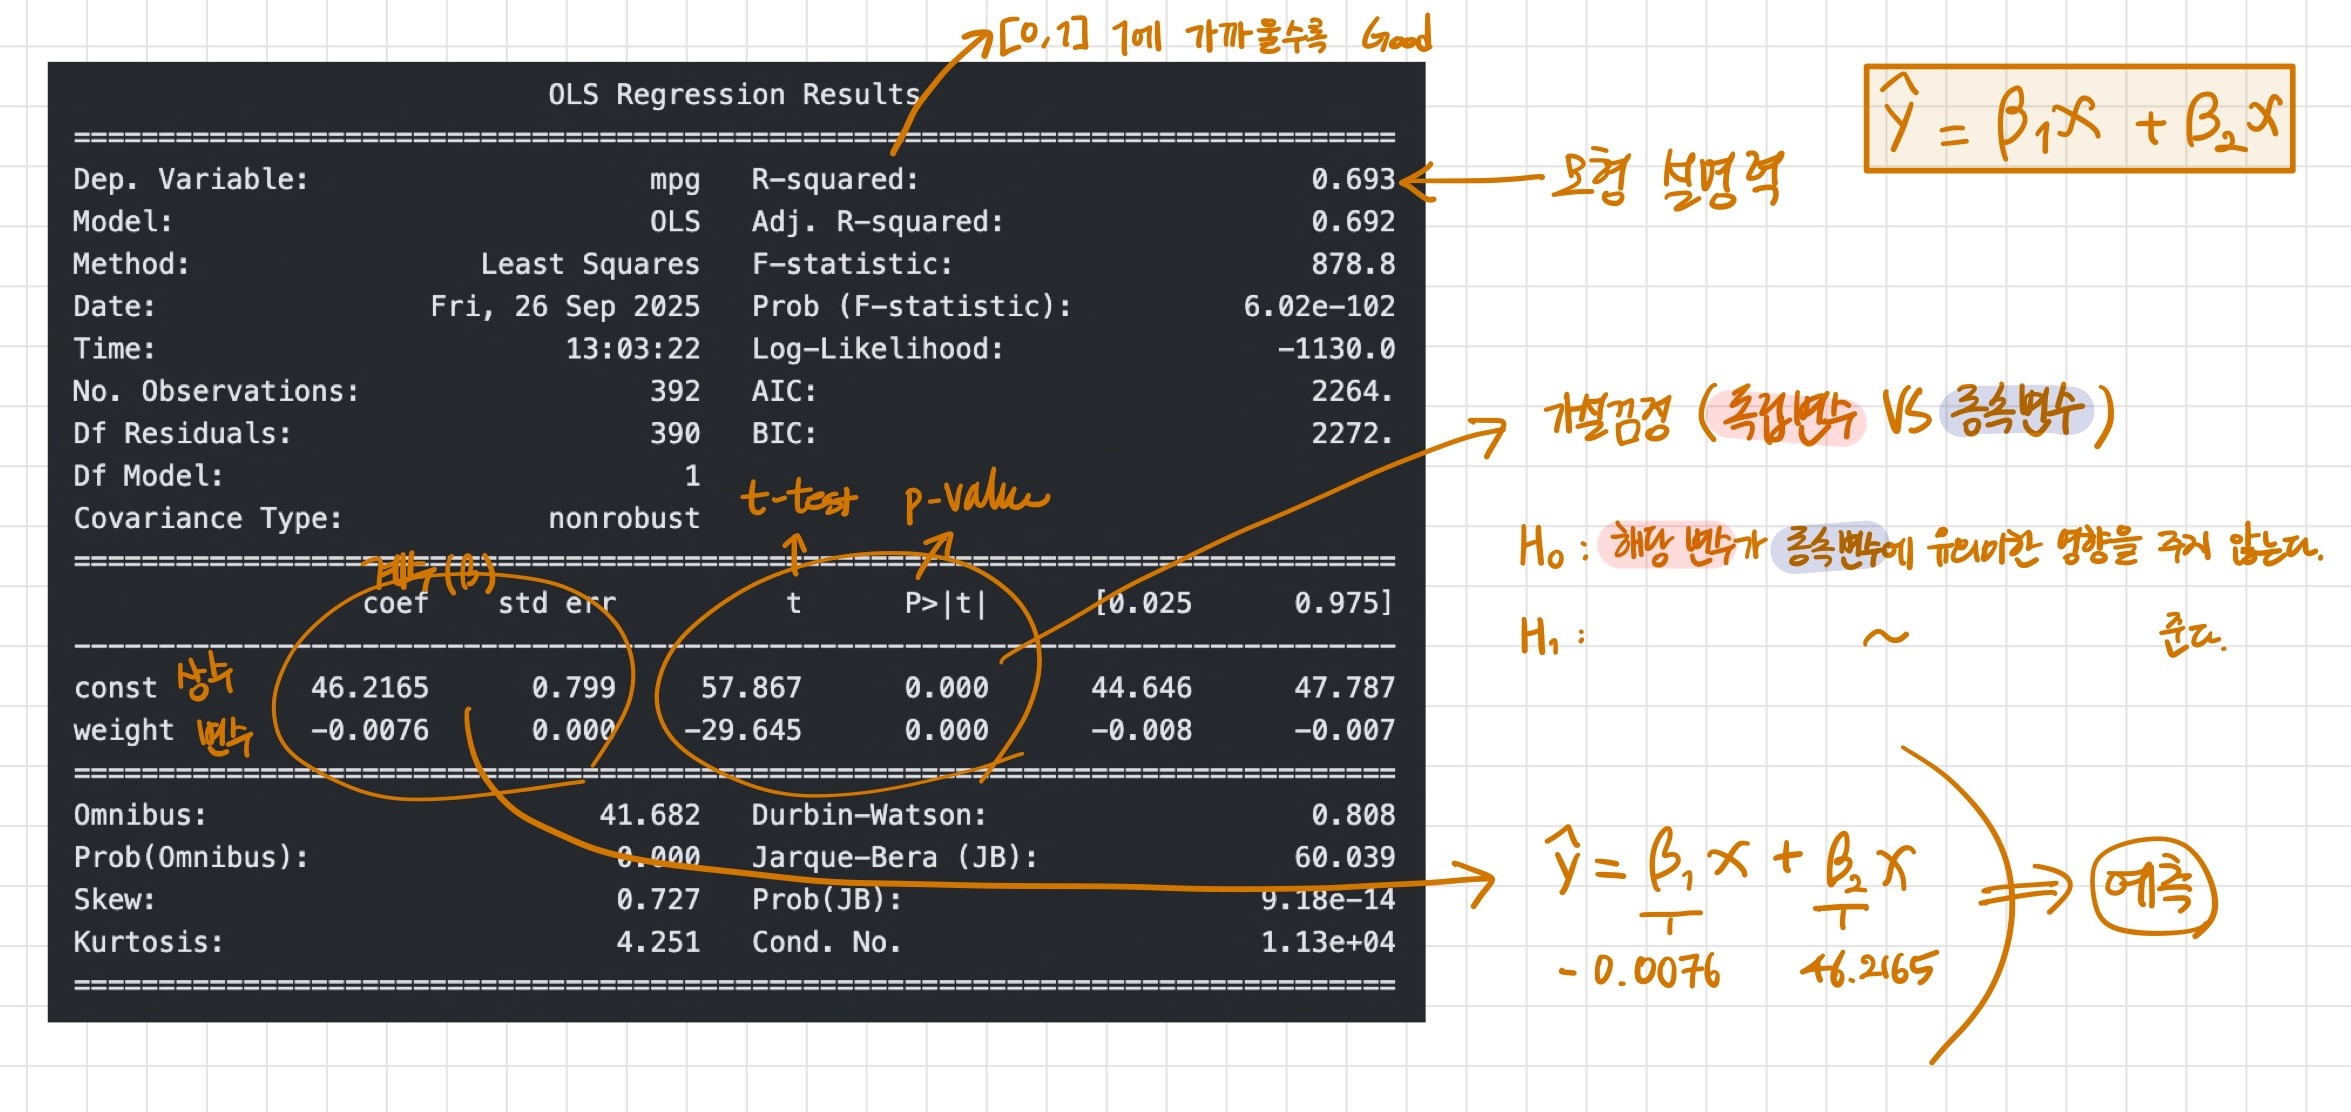 [0,1] 1에 가까울수록 Good
OLS Regression Results
Ŷ = β₁x + β₂x
Dep. Variable: mpg R-squared: 0.693
모형 설명력
Model: OLS Adj. R-squared: 0.692
Method: Least Squares F-statistic: 878.8
Date: Fri, 26 Sep 2025 Prob (F-statistic): 6.02e-102
Time: 13:03:22 Log-Likelihood: -1130.0
No. Observations: 392 AIC: 2264.
Df Residuals: 390 BIC: 2272.
가설검정 (독립변수 VS 종속변수)
Df Model: 1
t-test p-value
Covariance Type: nonrobust
H₀ : 해당 변수가 종속변수에 유의미한 영향을 주지 않는다.
계수(β)
coef std err t P>|t| [0.025 0.975]
H₁ : ~ 준다.
const 상수 46.2165 0.799 57.867 0.000 44.646 47.787
weight 변수 -0.0076 0.000 -29.645 0.000 -0.008 -0.007
Omnibus: 41.682 Durbin-Watson: 0.808
Prob(Omnibus): 0.000 Jarque-Bera (JB): 60.039
Skew: 0.727 Prob(JB): 9.18e-14
Kurtosis: 4.251 Cond. No. 1.13e+04
ŷ = β₁x + β₂x ⇒ 예측
-0.0076 46.2165